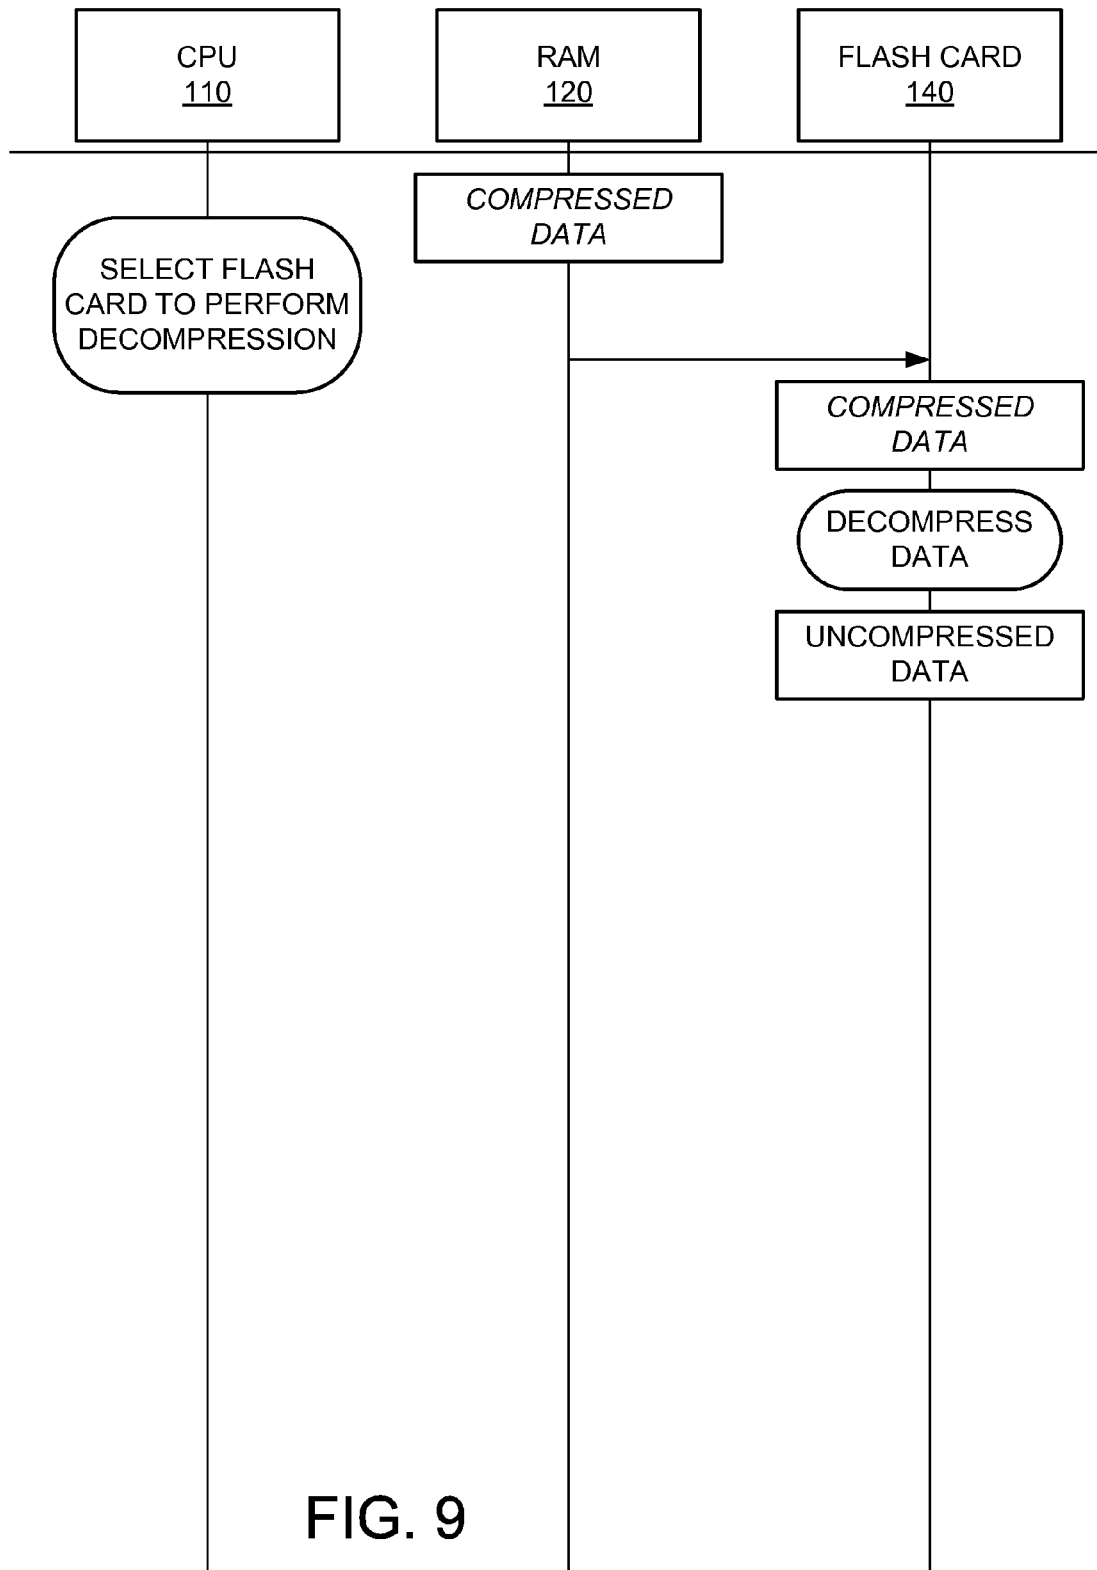 CPU
110
RAM
120
FLASH CARD
140
COMPRESSED
DATA
SELECT FLASH
CARD TO PERFORM
DECOMPRESSION
COMPRESSED
DATA
DECOMPRESS
DATA
UNCOMPRESSED
DATA
FIG. 9